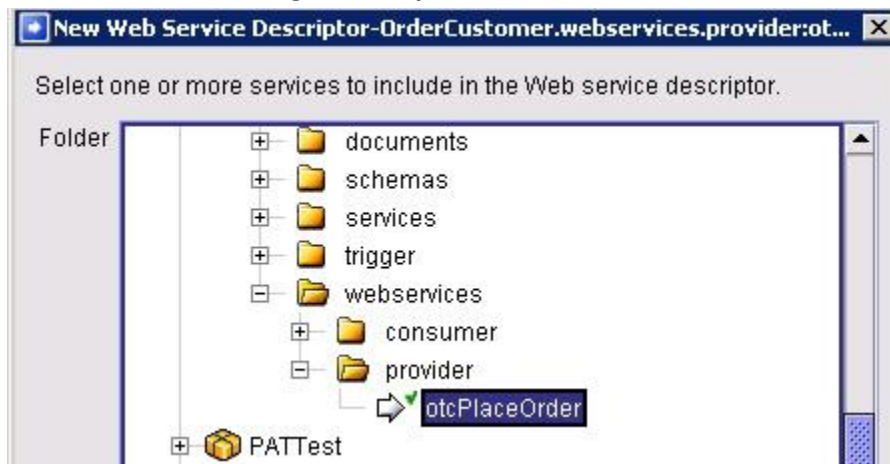 New Web Service Descriptor-OrderCustomer.webservices.provider:ot...
Select one or more services to include in the Web service descriptor.
Folder
documents
schemas
services
trigger
webservices
consumer
provider
otcPlaceOrder
PATTest